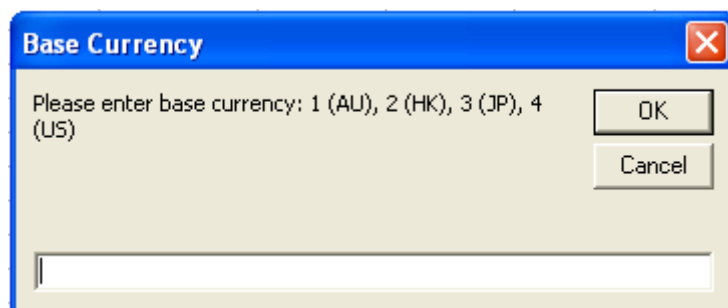 Base Currency
Please enter base currency: 1 (AU), 2 (HK), 3 (JP), 4
(US)
OK
Cancel